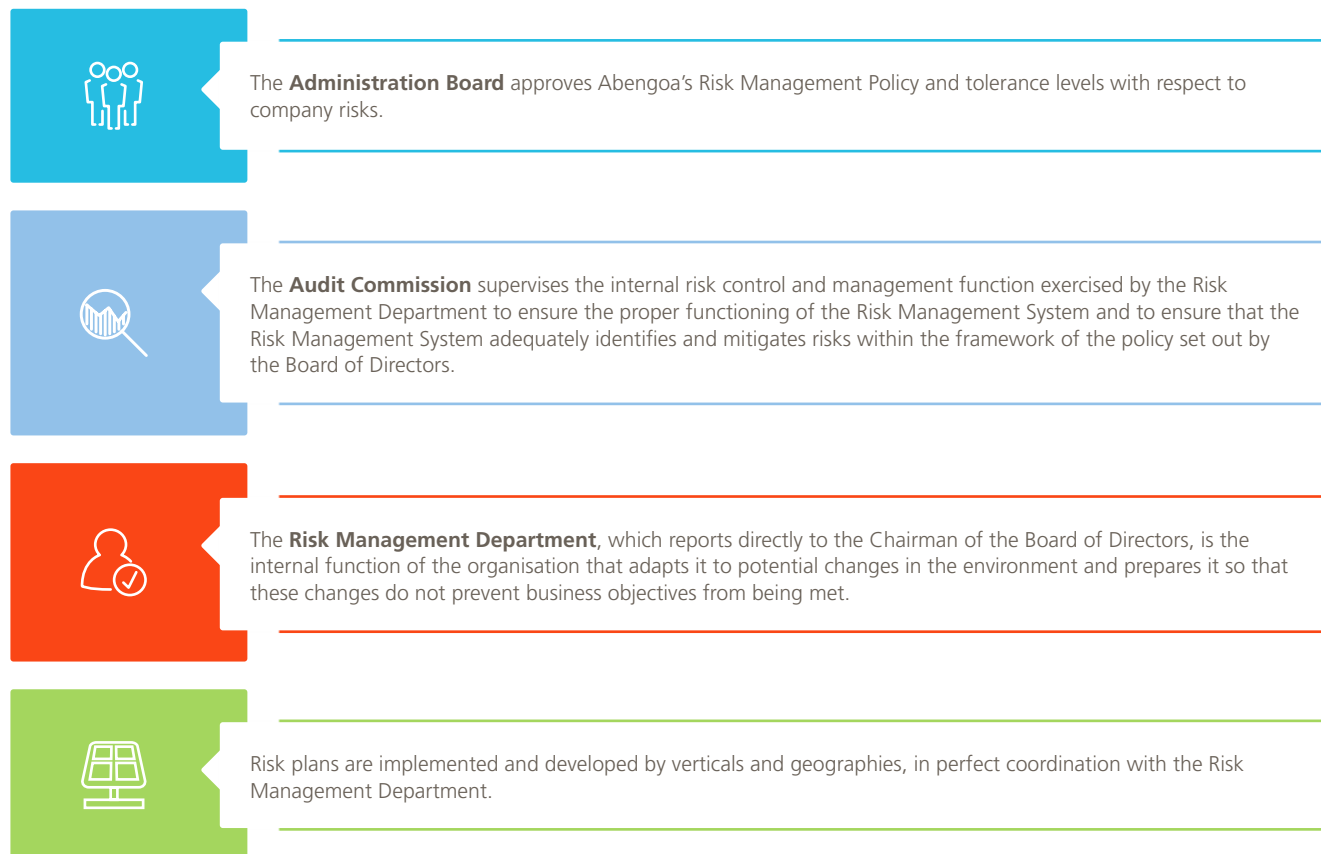 The Administration Board approves Abengoa's Risk Management Policy and tolerance levels with respect to
company risks.
The Audit Commission supervises the internal risk control and management function exercised by the Risk
Management Department to ensure the proper functioning of the Risk Management System and to ensure that the
Risk Management System adequately identifies and mitigates risks within the framework of the policy set out by
the Board of Directors.
The Risk Management Department, which reports directly to the Chairman of the Board of Directors, is the
internal function of the organisation that adapts it to potential changes in the environment and prepares it so that
these changes do not prevent business objectives from being met.
Risk plans are implemented and developed by verticals and geographies, in perfect coordination with the Risk
Management Department.